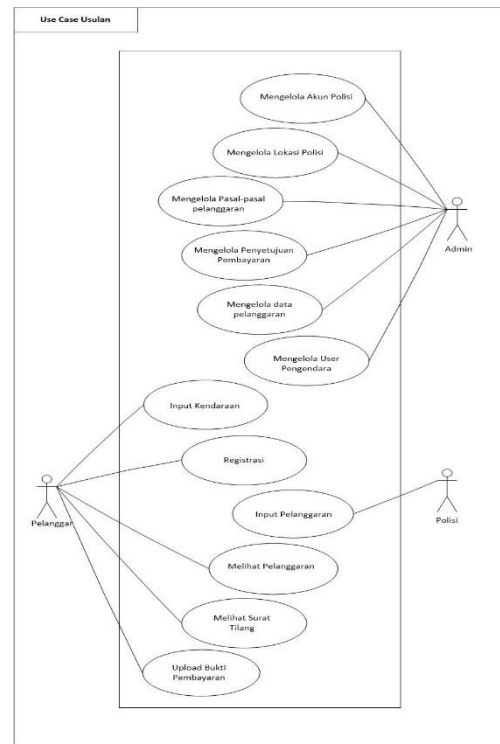 Use Case Usulan
Mengelola Akun Polisi
Mengelola Lokasi Polisi
Mengelola Pasal-pasal
pelanggaran
Admin
Mengelola Penyetujuan
Pembayaran
Mengelola data
pelanggaran
Mengelola User
Pengendara
Input Kendaraan
Registrasi
Pelanggar
Input Pelanggaran
Polisi
Melihat Pelanggaran
Melihat Surat
Tilang
Upload Bukti
Pembayaran